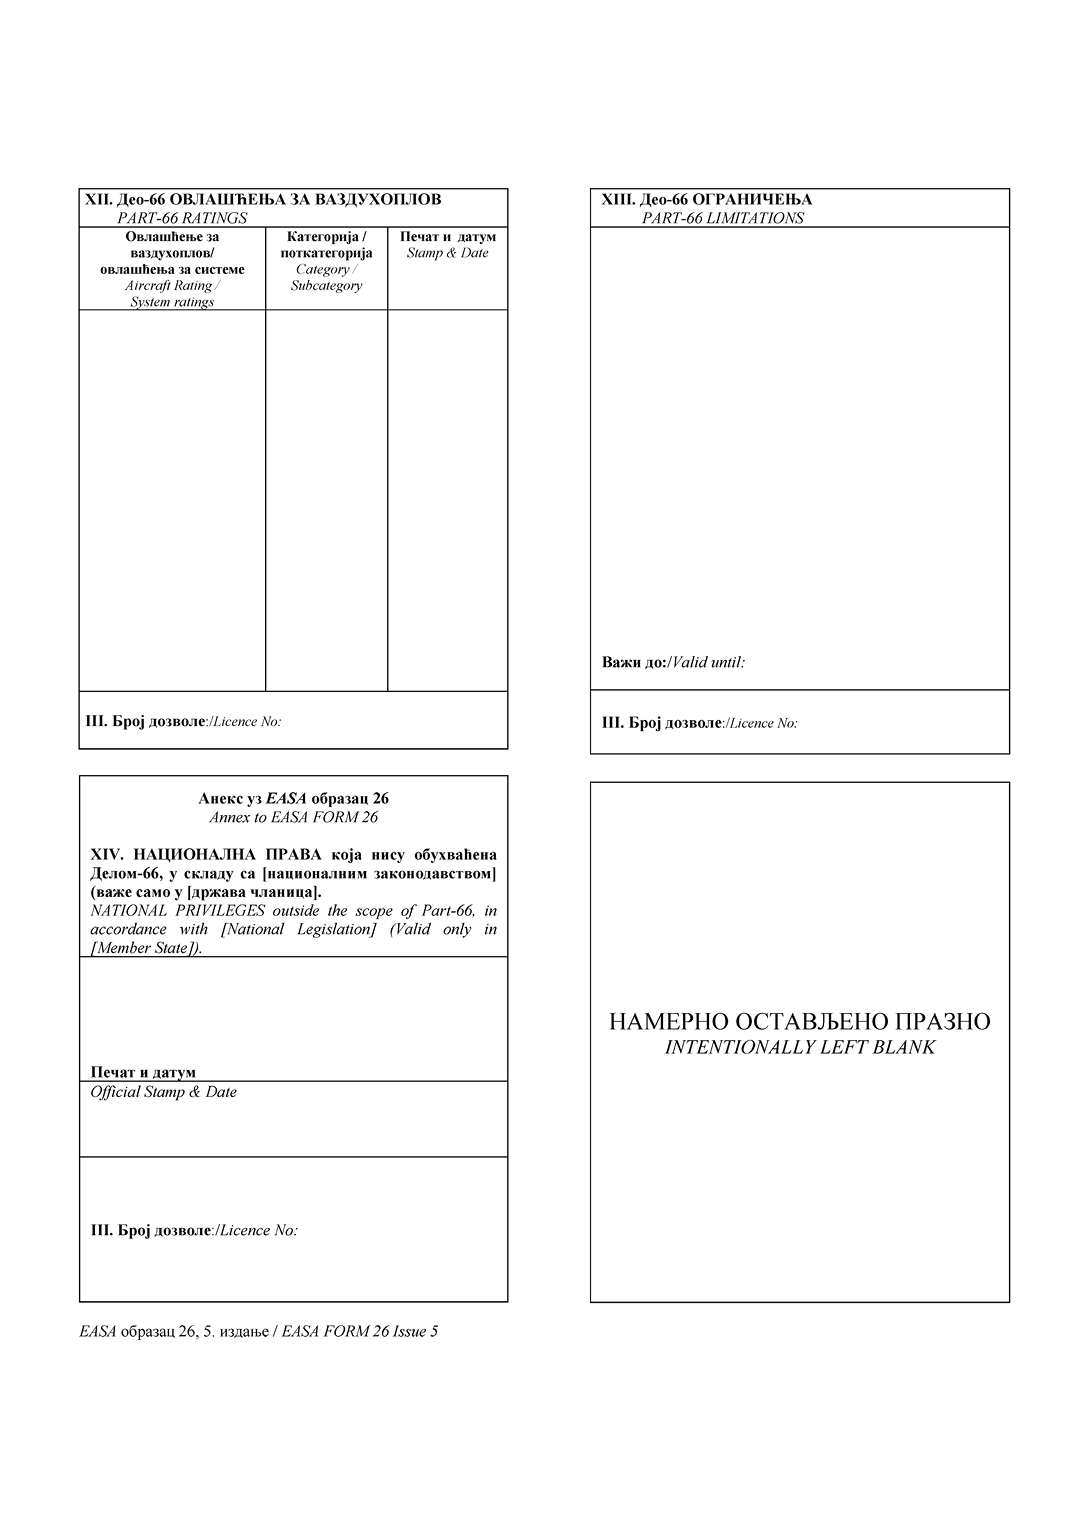 XII. Део-66 ОВЛАШЋЕЊА ЗА ВАЗДУХОПЛОВ
PART-66 RATINGS
Овлашћење за
ваздухоплов/
овлашћења за системе
Aircraft Rating /
System ratings
Категорија /
поткатегорија
Category /
Subcategory
Печат и датум
Stamp & Date
III. Број дозволе:/Licence No:
XIII. Део-66 ОГРАНИЧЕЊА
PART-66 LIMITATIONS
Важи до:/Valid until:
III. Број дозволе:/Licence No:
Анекс уз EASA образац 26
Annex to EASA FORM 26
XIV. НАЦИОНАЛНА ПРАВА која нису обухваћена
Делом-66, у складу са [националним законодавством]
(важе само у [држава чланица].
NATIONAL PRIVILEGES outside the scope of Part-66, in
accordance with [National Legislation] (Valid only in
[Member State]).
Печат и датум
Official Stamp & Date
III. Број дозволе:/Licence No:
НАМЕРНО ОСТАВЉЕНО ПРАЗНО
INTENTIONALLY LEFT BLANK
EASA образац 26, 5. издање / EASA FORM 26 Issue 5